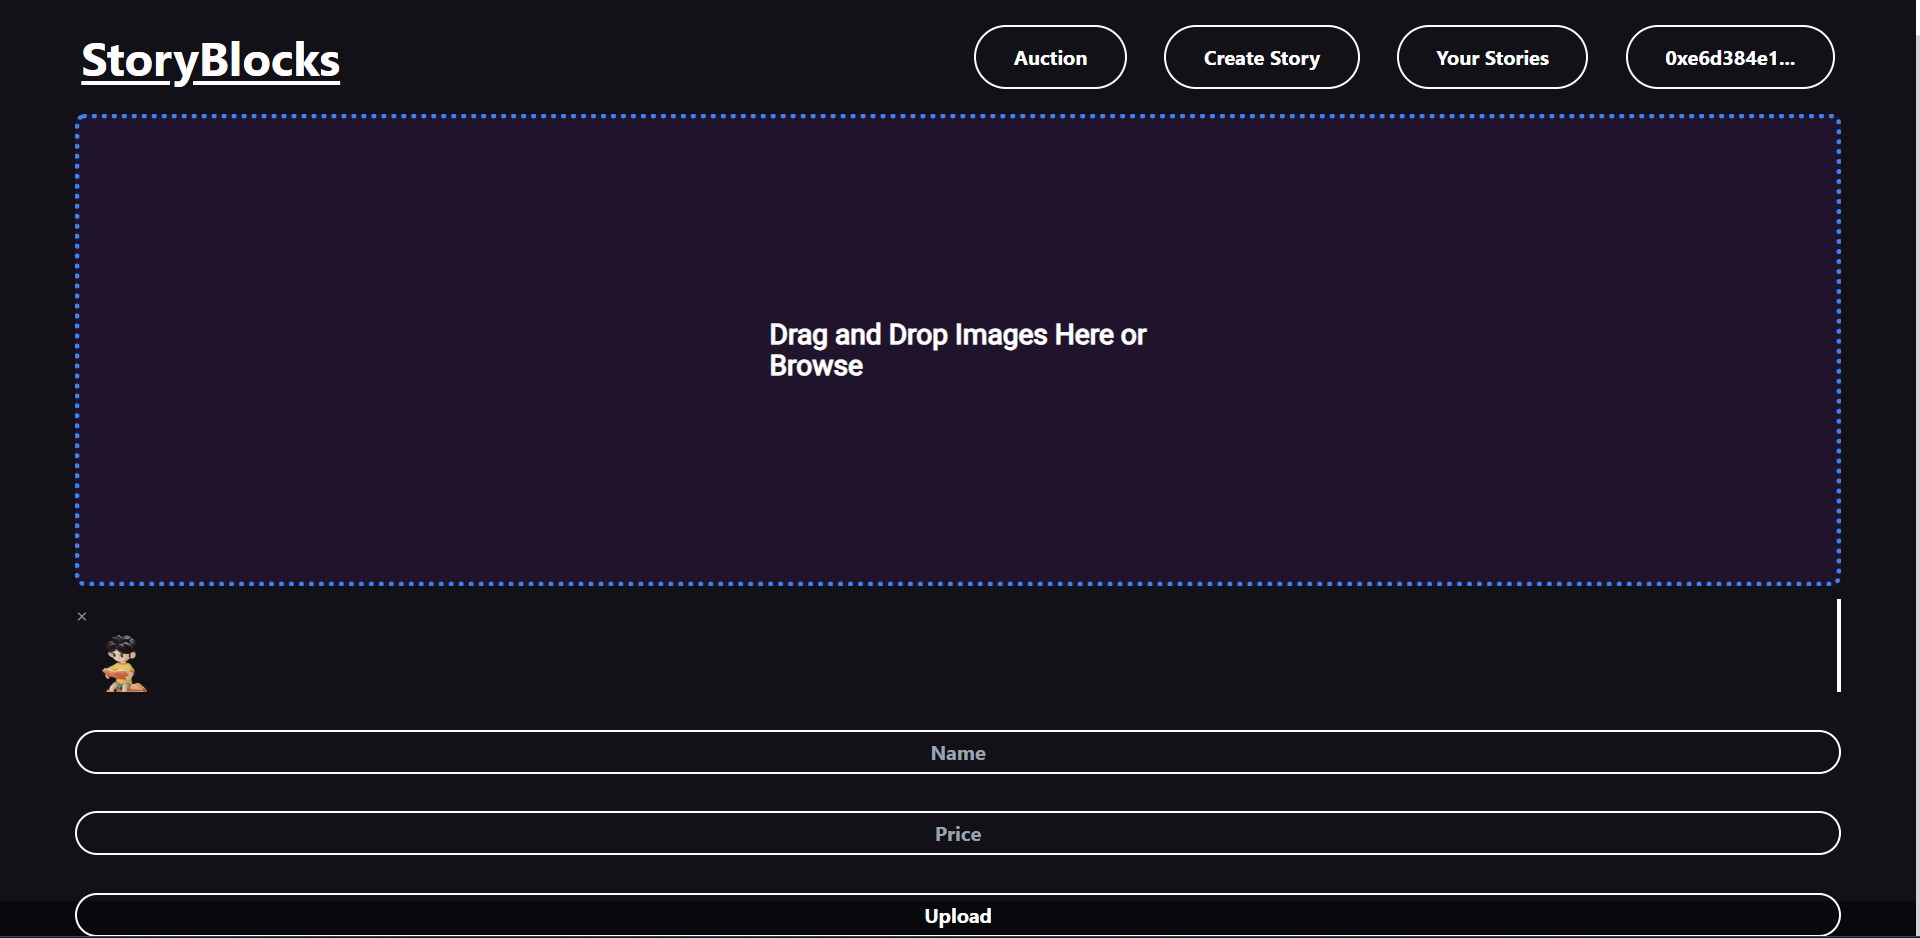 StoryBlocks
Auction
Create Story
Your Stories
0xe6d384e1...
Drag and Drop Images Here or
Browse
×
Name
Price
Upload